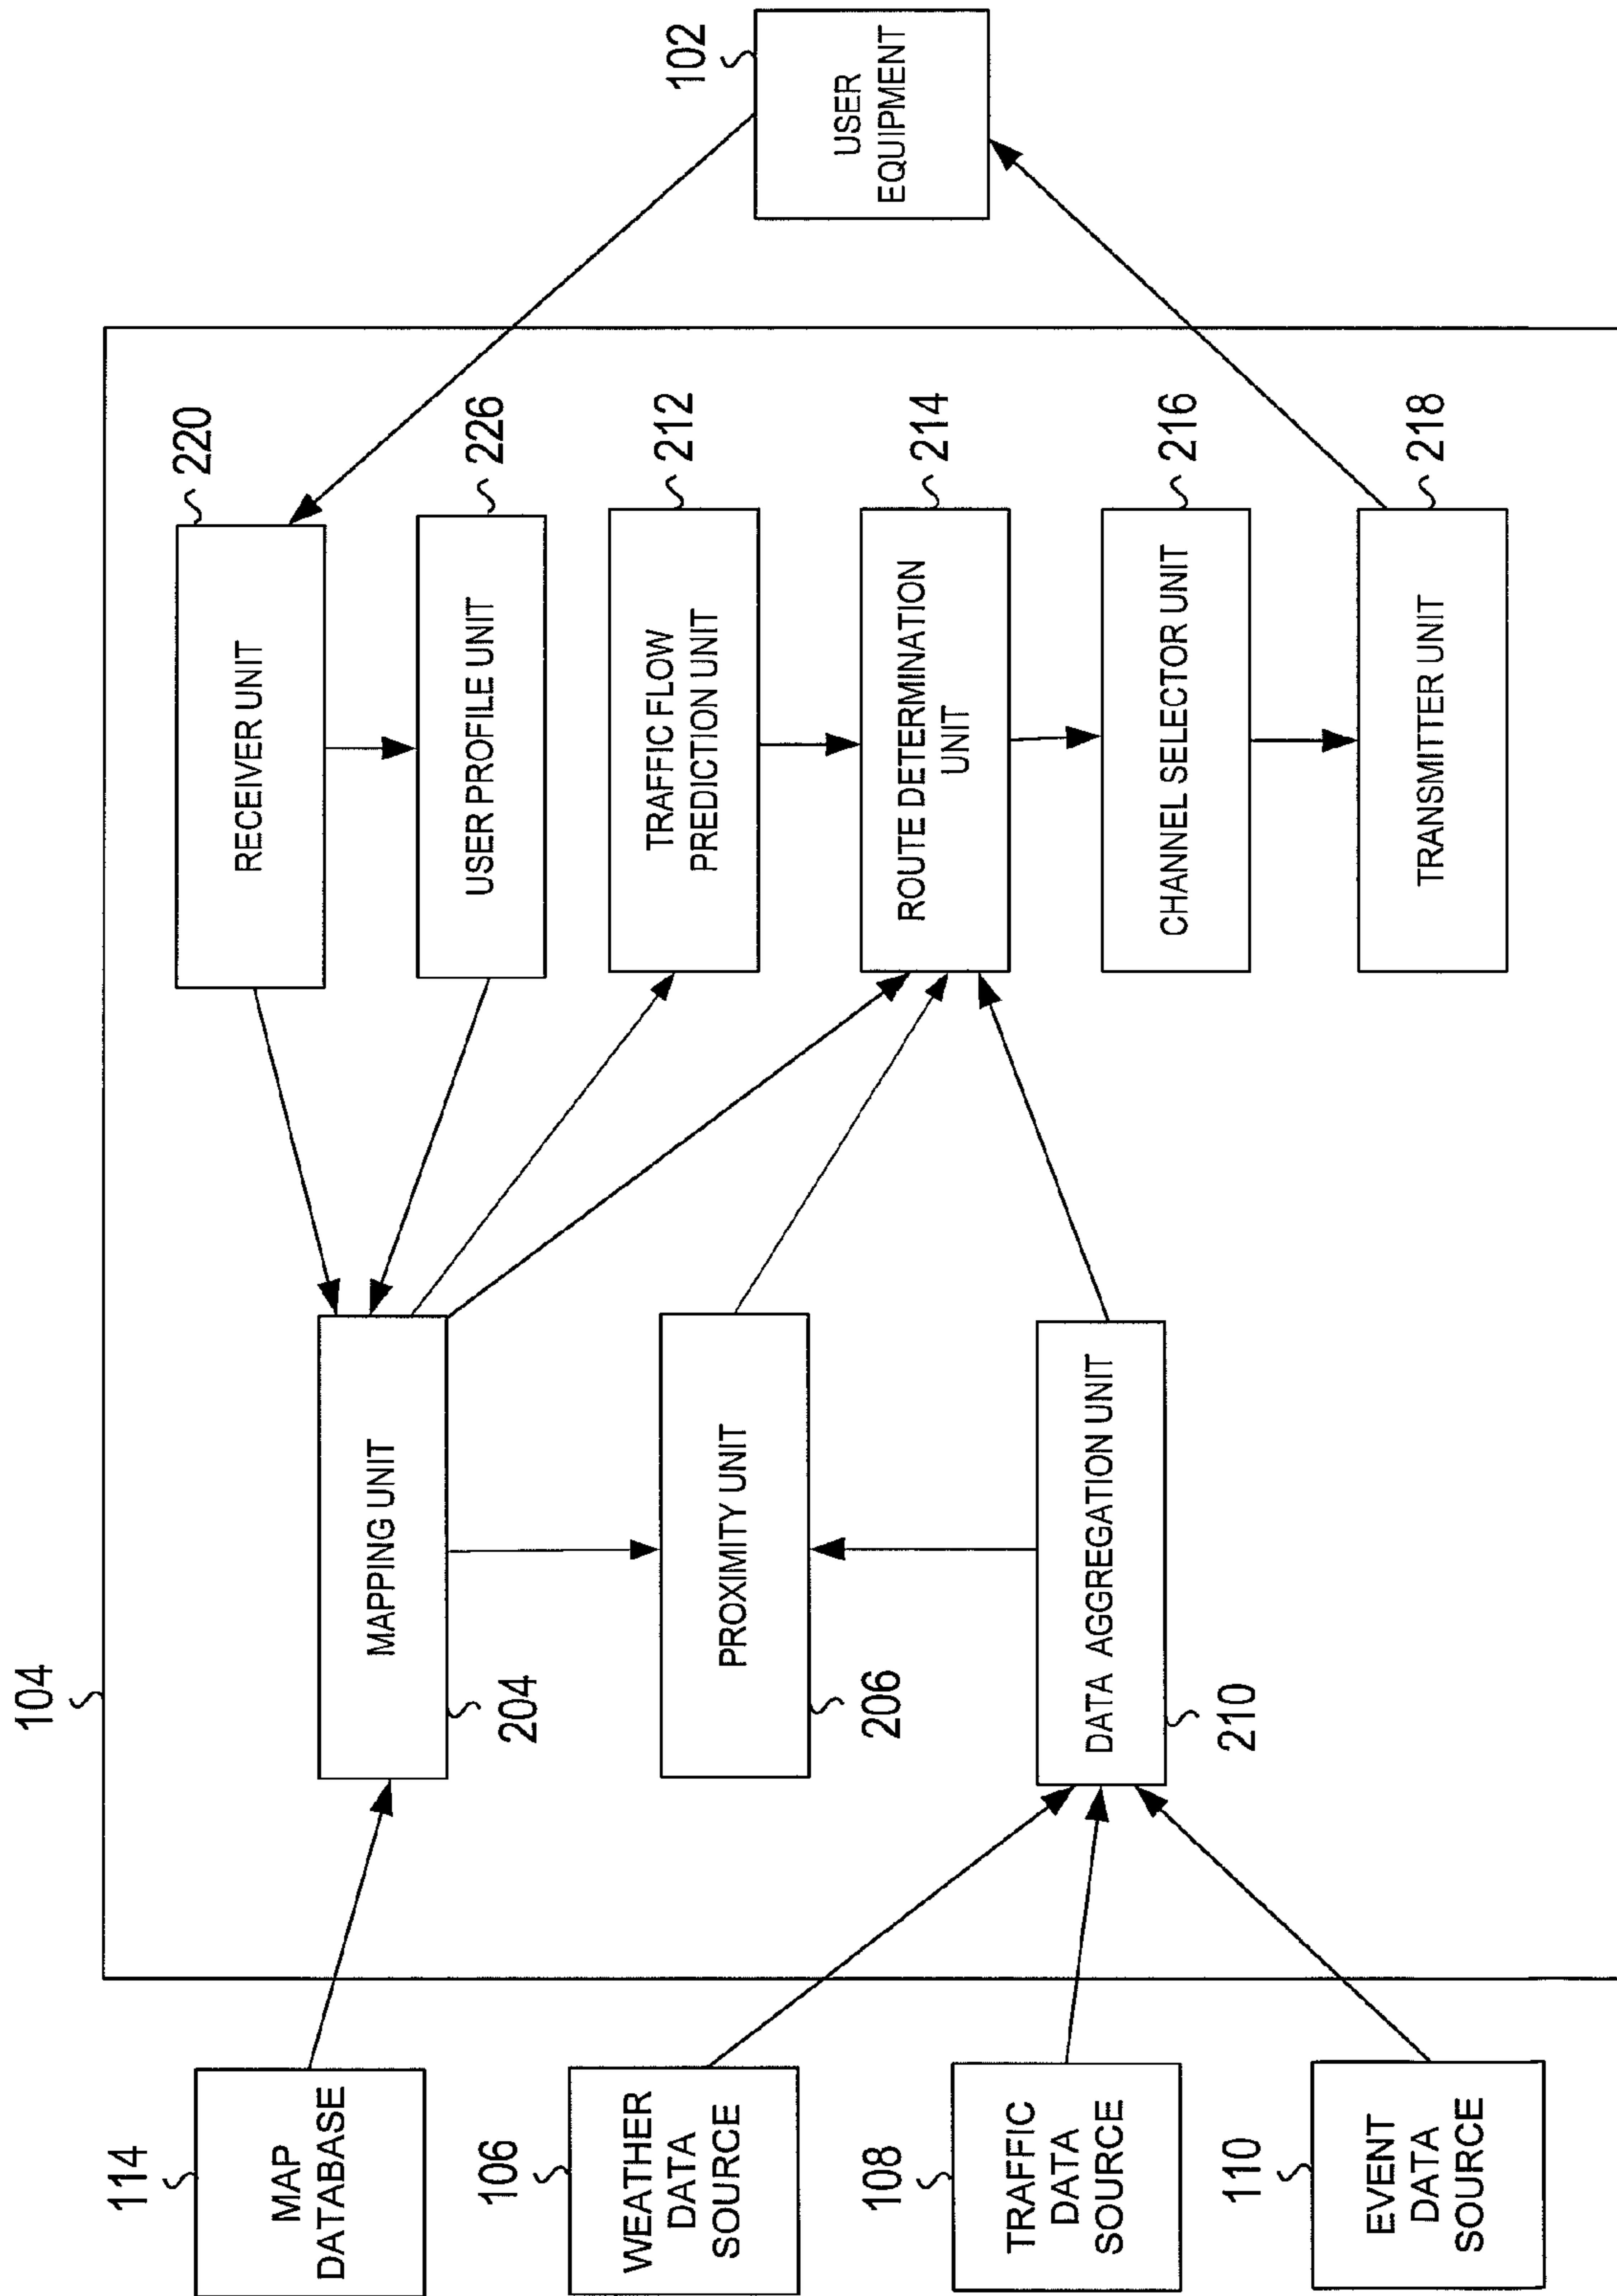 104
114
MAP
DATABASE
106
WEATHER
DATA
SOURCE
108
TRAFFIC
DATA
SOURCE
110
EVENT
DATA
SOURCE
MAPPING UNIT
204
PROXIMITY UNIT
206
DATA AGGREGATION UNIT
210
220
RECEIVER UNIT
226
USER PROFILE UNIT
212
TRAFFIC FLOW
PREDICTION UNIT
214
ROUTE DETERMINATION
UNIT
216
CHANNEL SELECTOR UNIT
218
TRANSMITTER UNIT
102
USER
EQUIPMENT